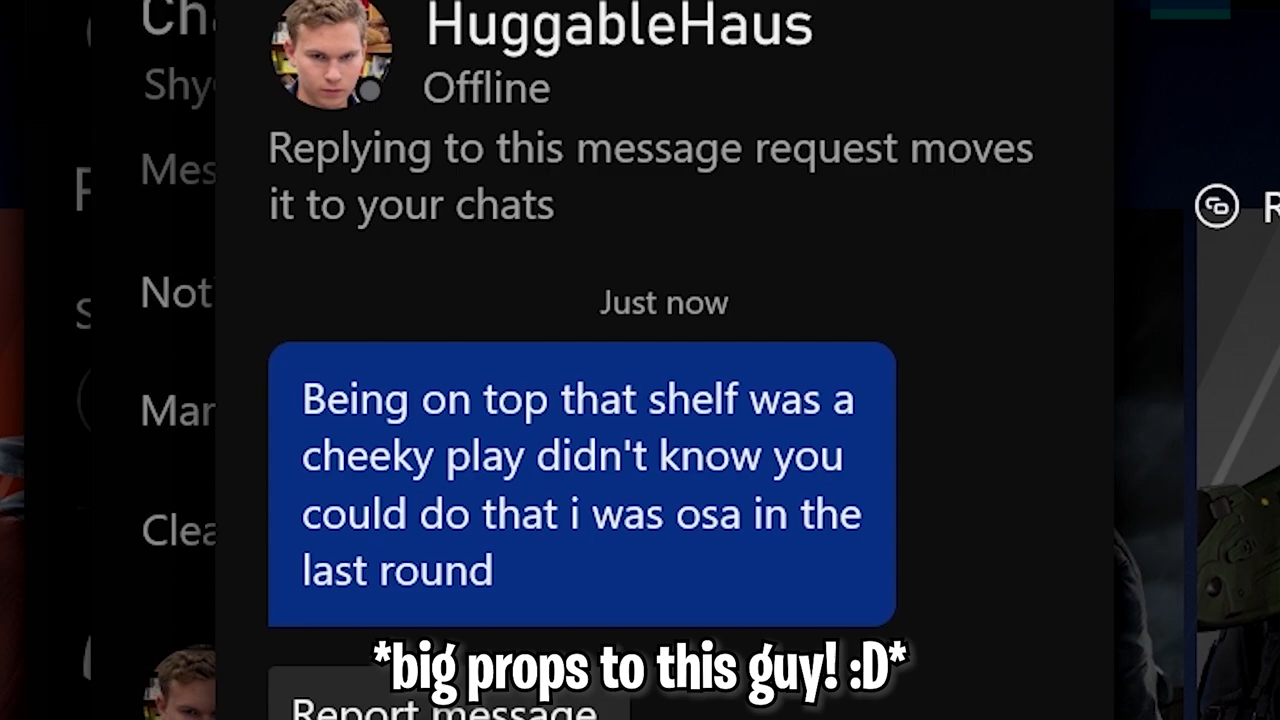 HuggableHaus
Offline
Replying to this message request moves
it to your chats
Just now
Being on top that shelf was a
cheeky play didn't know you
could do that i was osa in the
last round
*big props to this guy! :D*
Report message